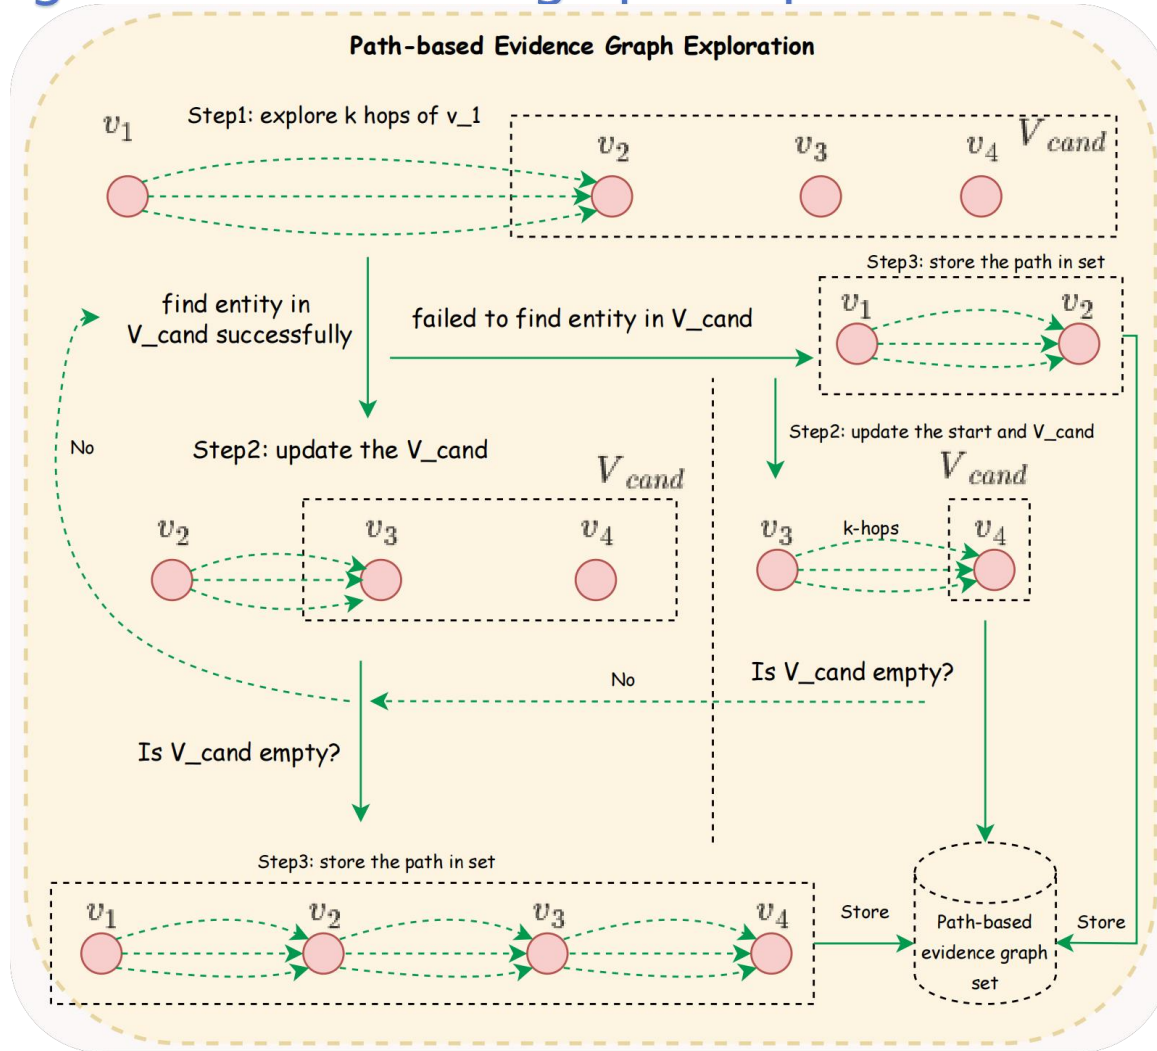 Path-based Evidence Graph Exploration
Step1: explore k hops of v_1
v₁
v₂
v₃
v₄
V cand
Step3: store the path in set
v₁
v₂
find entity in
V_cand successfully
failed to find entity in V_cand
No
Step2: update the V_cand
Step2: update the start and V_cand
V cand
V cand
v₂
v₃
v₄
v₃
k-hops
v₄
Is V_cand empty?
No
Is V_cand empty?
Step3: store the path in set
v₁
v₂
v₃
v₄
Store
Path-based
evidence graph
set
Store